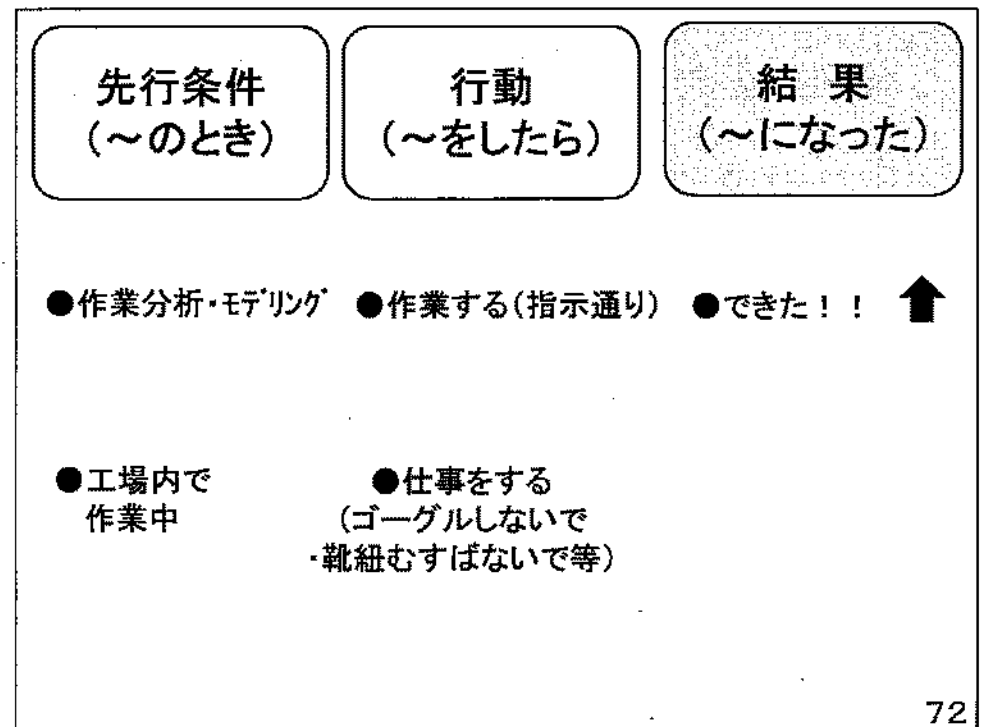 先行条件
(～のとき)
行動
(～をしたら)
結 果
(～になった)
●作業分析・ﾓﾃﾞﾘﾝｸﾞ
●作業する(指示通り)
●できた！！
●工場内で
作業中
●仕事をする
(ゴーグルしないで
・靴紐むすばないで等)
72